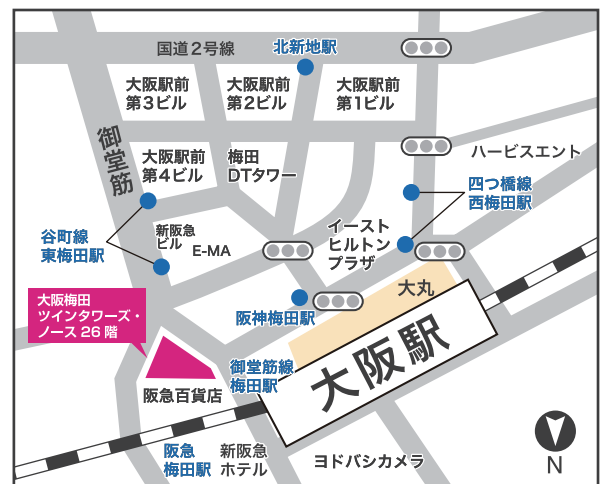 国道2号線
北新地駅
大阪駅前
第3ビル
大阪駅前
第2ビル
大阪駅前
第1ビル
御堂筋
大阪駅前
第4ビル
梅田
DTタワー
ハービスエント
四つ橋線
西梅田駅
谷町線
東梅田駅
新阪急
ビル
E-MA
イースト
ヒルトン
プラザ
大阪梅田
ツインタワーズ・
ノース26階
阪神梅田駅
大丸
大阪駅
御堂筋線
梅田駅
阪急百貨店
阪急
梅田駅
新阪急
ホテル
ヨドバシカメラ
N